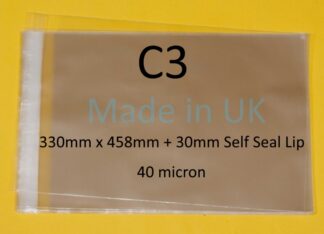 C3
Made in UK
330mm x 458mm + 30mm Self Seal Lip
40 micron